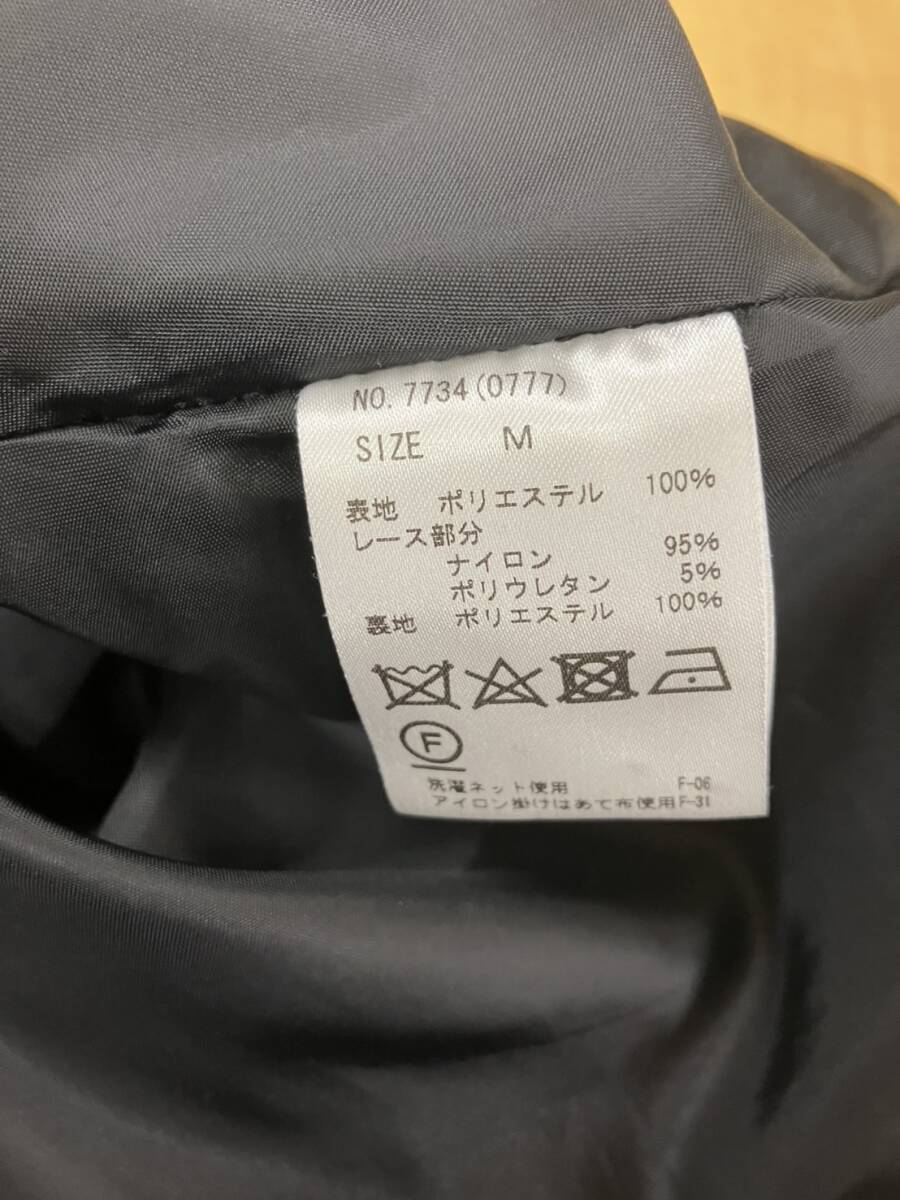 NO. 7734(0777)
SIZE M
表地 ポリエステル 100%
レース部分
ナイロン 95%
ポリウレタン 5%
裏地 ポリエステル 100%
F
洗濯ネット使用 F-06
アイロン掛けはあて布使用 F-31